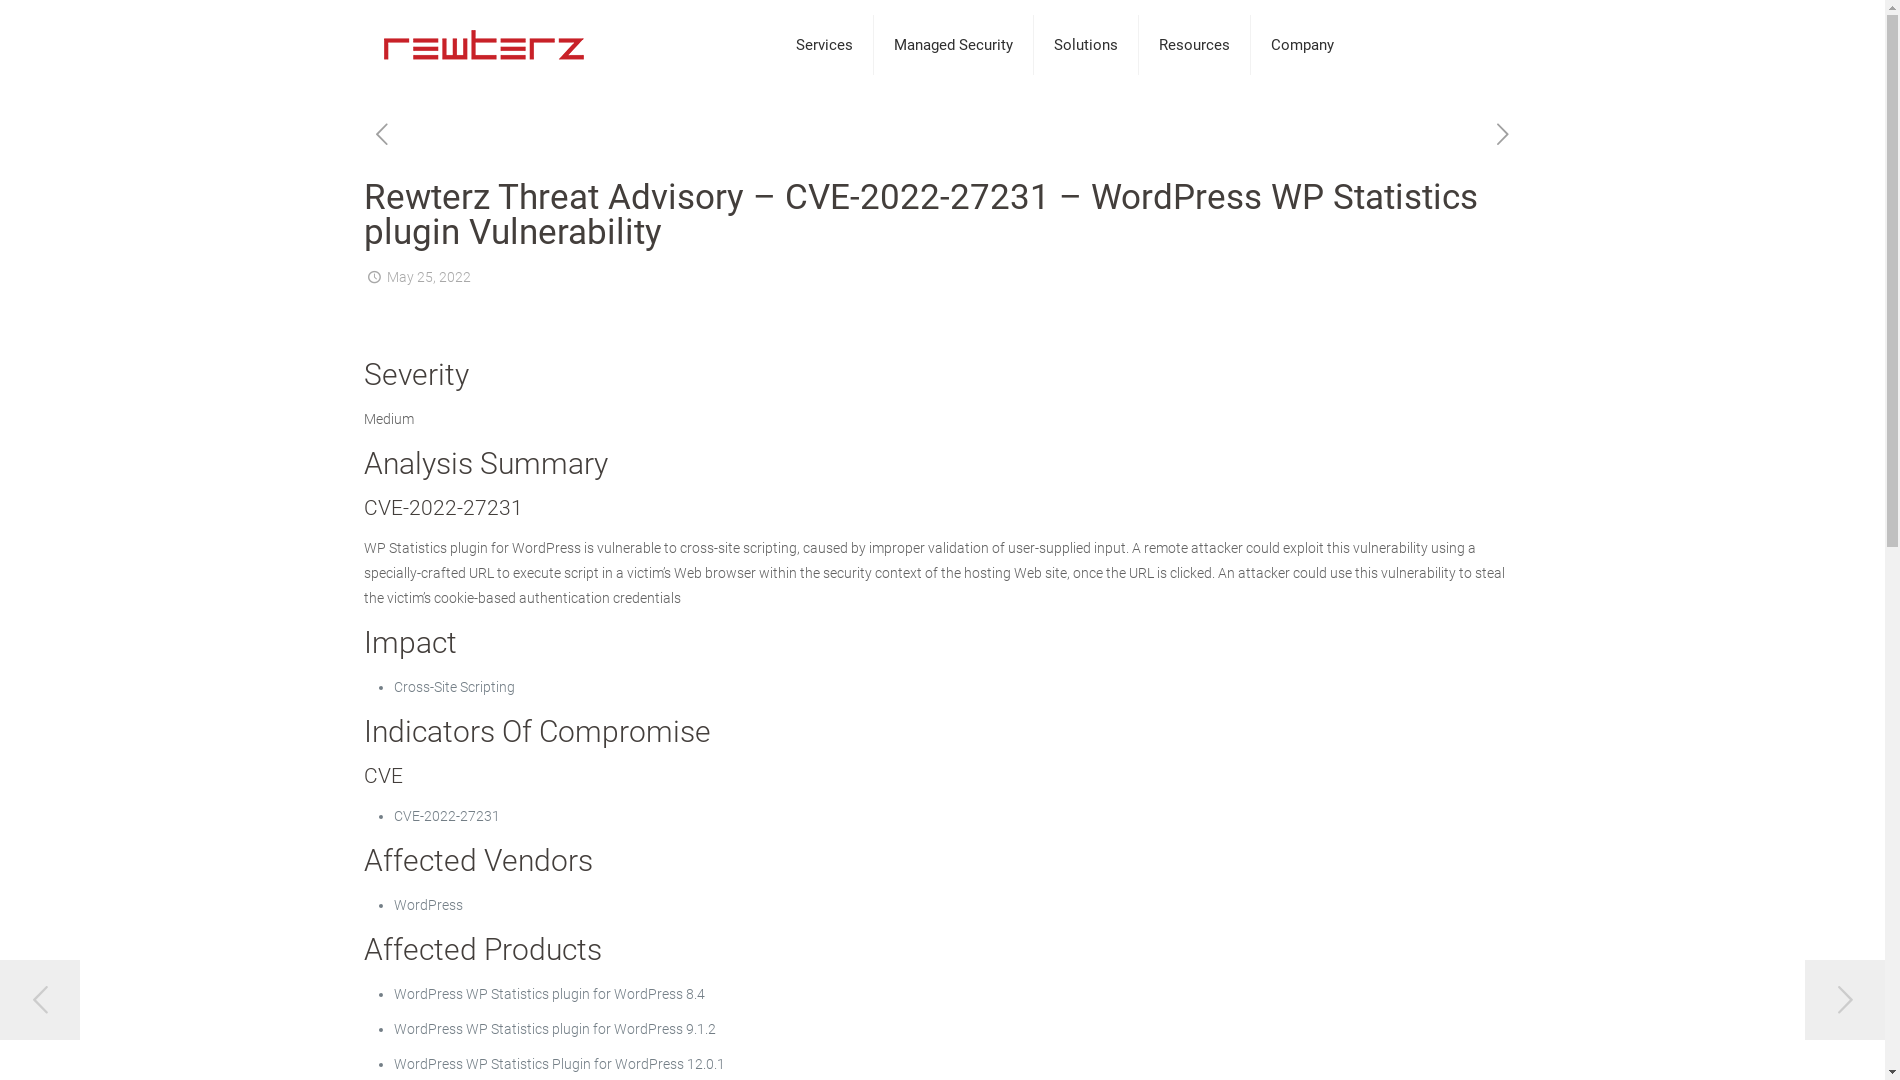 rewterz
Services
Managed Security
Solutions
Resources
Company
Rewterz Threat Advisory – CVE-2022-27231 – WordPress WP Statistics
plugin Vulnerability
May 25, 2022
Severity
Medium
Analysis Summary
CVE-2022-27231
WP Statistics plugin for WordPress is vulnerable to cross-site scripting, caused by improper validation of user-supplied input. A remote attacker could exploit this vulnerability using a
specially-crafted URL to execute script in a victim’s Web browser within the security context of the hosting Web site, once the URL is clicked. An attacker could use this vulnerability to steal
the victim’s cookie-based authentication credentials
Impact
• Cross-Site Scripting
Indicators Of Compromise
CVE
• CVE-2022-27231
Affected Vendors
• WordPress
Affected Products
• WordPress WP Statistics plugin for WordPress 8.4
• WordPress WP Statistics plugin for WordPress 9.1.2
• WordPress WP Statistics Plugin for WordPress 12.0.1